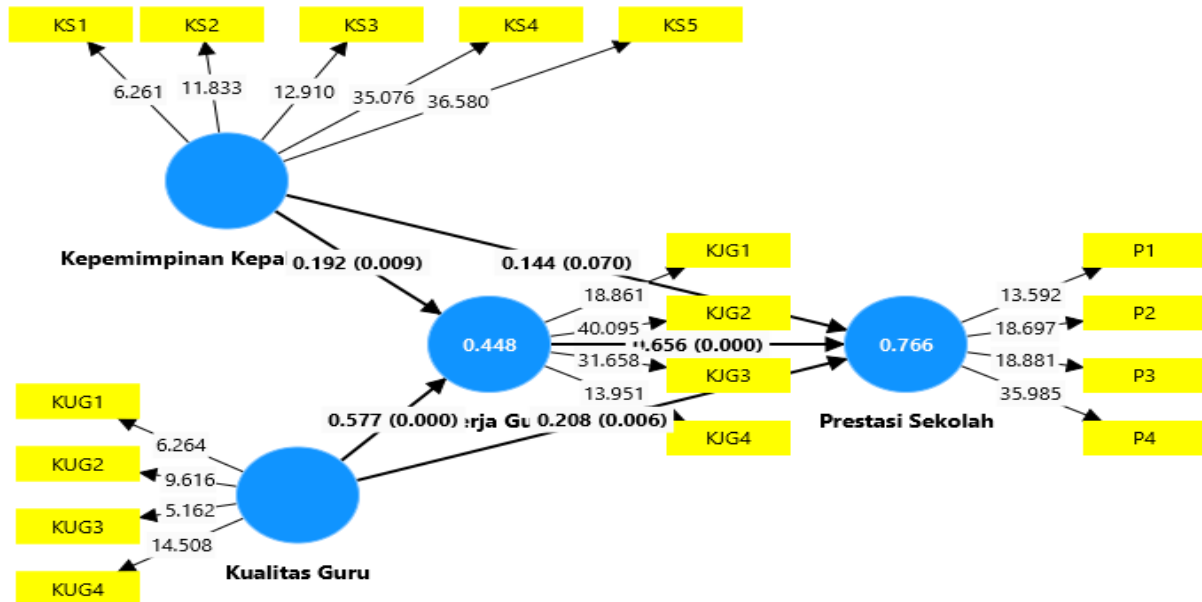 KS1
KS2
KS3
KS4
KS5
6.261
11.833
12.910
35.076
36.580
Kepemimpinan
0.192 (0.009)
0.144 (0.070)
KJG1
KJG2
KJG3
KJG4
18.861
40.095
31.658
13.951
0.448
0.656 (0.000)
0.766
Prestasi Sekolah
P1
P2
P3
P4
13.592
18.697
18.881
35.985
0.577 (0.000)
0.208 (0.006)
KUG1
KUG2
KUG3
KUG4
6.264
9.616
5.162
14.508
Kualitas Guru